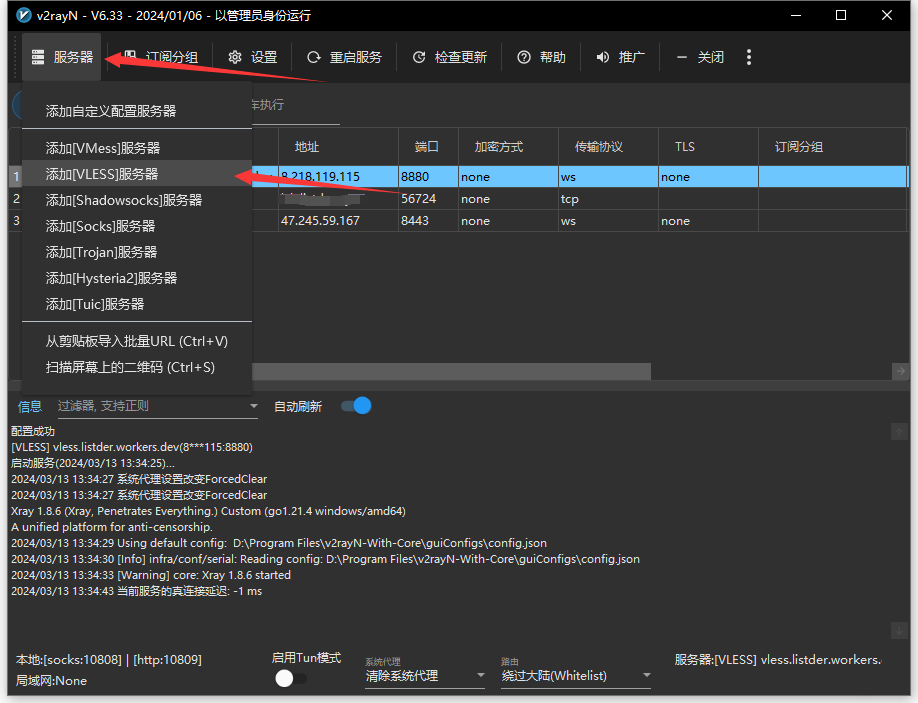 v2rayN - V6.33 - 2024/01/06 - 以管理员身份运行
服务器 订阅分组 设置 重启服务 检查更新 帮助 推广 关闭
添加自定义配置服务器
添加[VMess]服务器
添加[VLESS]服务器
添加[Shadowsocks]服务器
添加[Socks]服务器
添加[Trojan]服务器
添加[Hysteria2]服务器
添加[Tuic]服务器
从剪贴板导入批量URL (Ctrl+V)
扫描屏幕上的二维码 (Ctrl+S)
执行
地址 端口 加密方式 传输协议 TLS 订阅分组
1 8.218.119.115 8880 none ws none
2 56724 none tcp
3 47.245.59.167 8443 none ws none
信息 过滤器, 支持正则 自动刷新
配置成功
[VLESS] vless.listder.workers.dev(8***115:8880)
启动服务(2024/03/13 13:34:25)...
2024/03/13 13:34:27 系统代理设置改变ForcedClear
2024/03/13 13:34:27 系统代理设置改变ForcedClear
Xray 1.8.6 (Xray, Penetrates Everything.) Custom (go1.21.4 windows/amd64)
A unified platform for anti-censorship.
2024/03/13 13:34:29 Using default config: D:\Program Files\v2rayN-With-Core\guiConfigs\config.json
2024/03/13 13:34:30 [Info] infra/conf/serial: Reading config: D:\Program Files\v2rayN-With-Core\guiConfigs\config.json
2024/03/13 13:34:33 [Warning] core: Xray 1.8.6 started
2024/03/13 13:34:43 当前服务的真连接延迟: -1 ms
本地:[socks:10808] | [http:10809]
局域网:None
启用Tun模式
系统代理
清除系统代理
路由
绕过大陆(Whitelist)
服务器:[VLESS] vless.listder.workers.